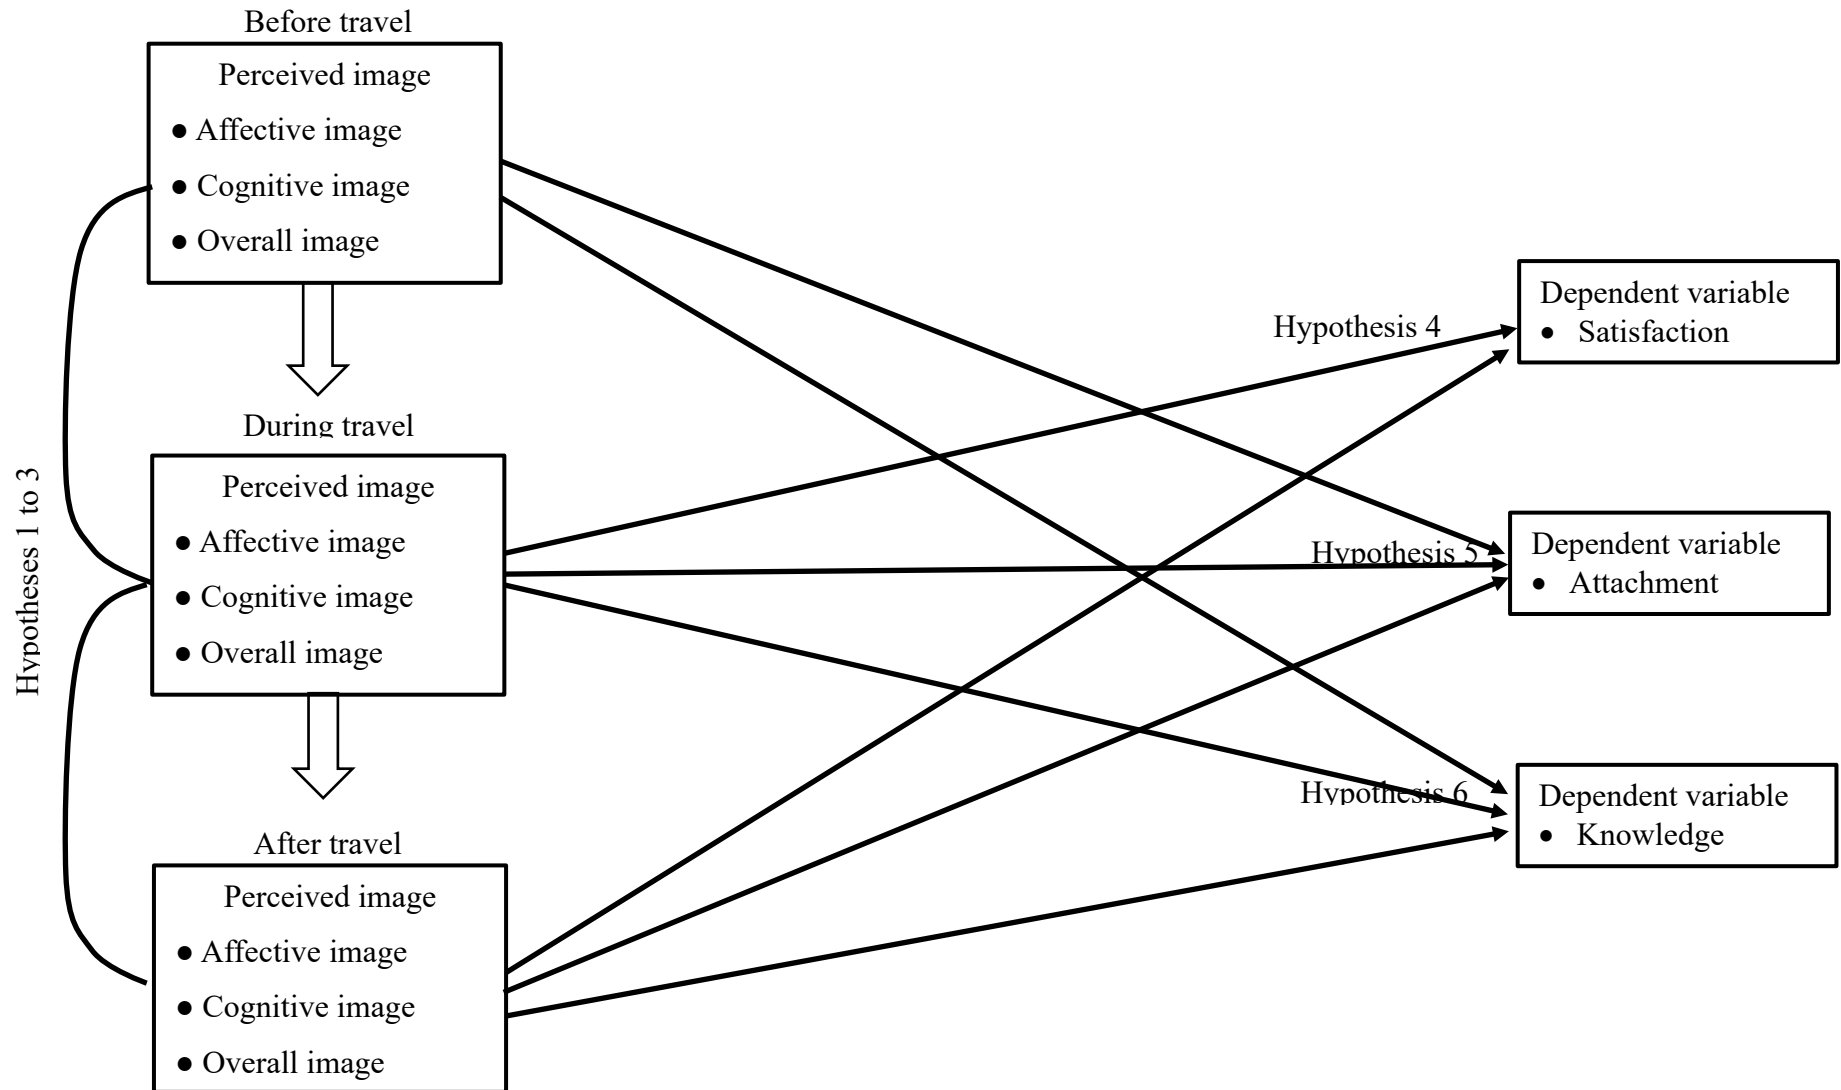 Before travel
Perceived image
● Affective image
● Cognitive image
● Overall image
Hypotheses 1 to 3
During travel
Perceived image
● Affective image
● Cognitive image
● Overall image
After travel
Perceived image
● Affective image
● Cognitive image
● Overall image
Hypothesis 4
Dependent variable
● Satisfaction
Hypothesis 5
Dependent variable
● Attachment
Hypothesis 6
Dependent variable
● Knowledge